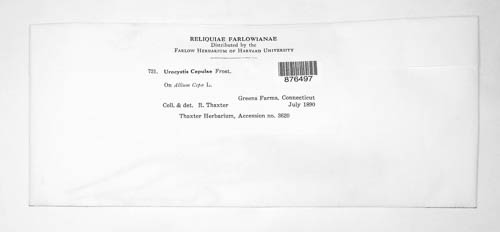 RELIQUIAE FARLOWIANAE
Distributed by the
FARLOW HERBARIUM OF HARVARD UNIVERSITY
721. Urocystis Cepulae Frost.
876497
On Allium Cepa L.
Greens Farms, Connecticut
Coll. & det. R. Thaxter July 1890
Thaxter Herbarium, Accession no. 3620